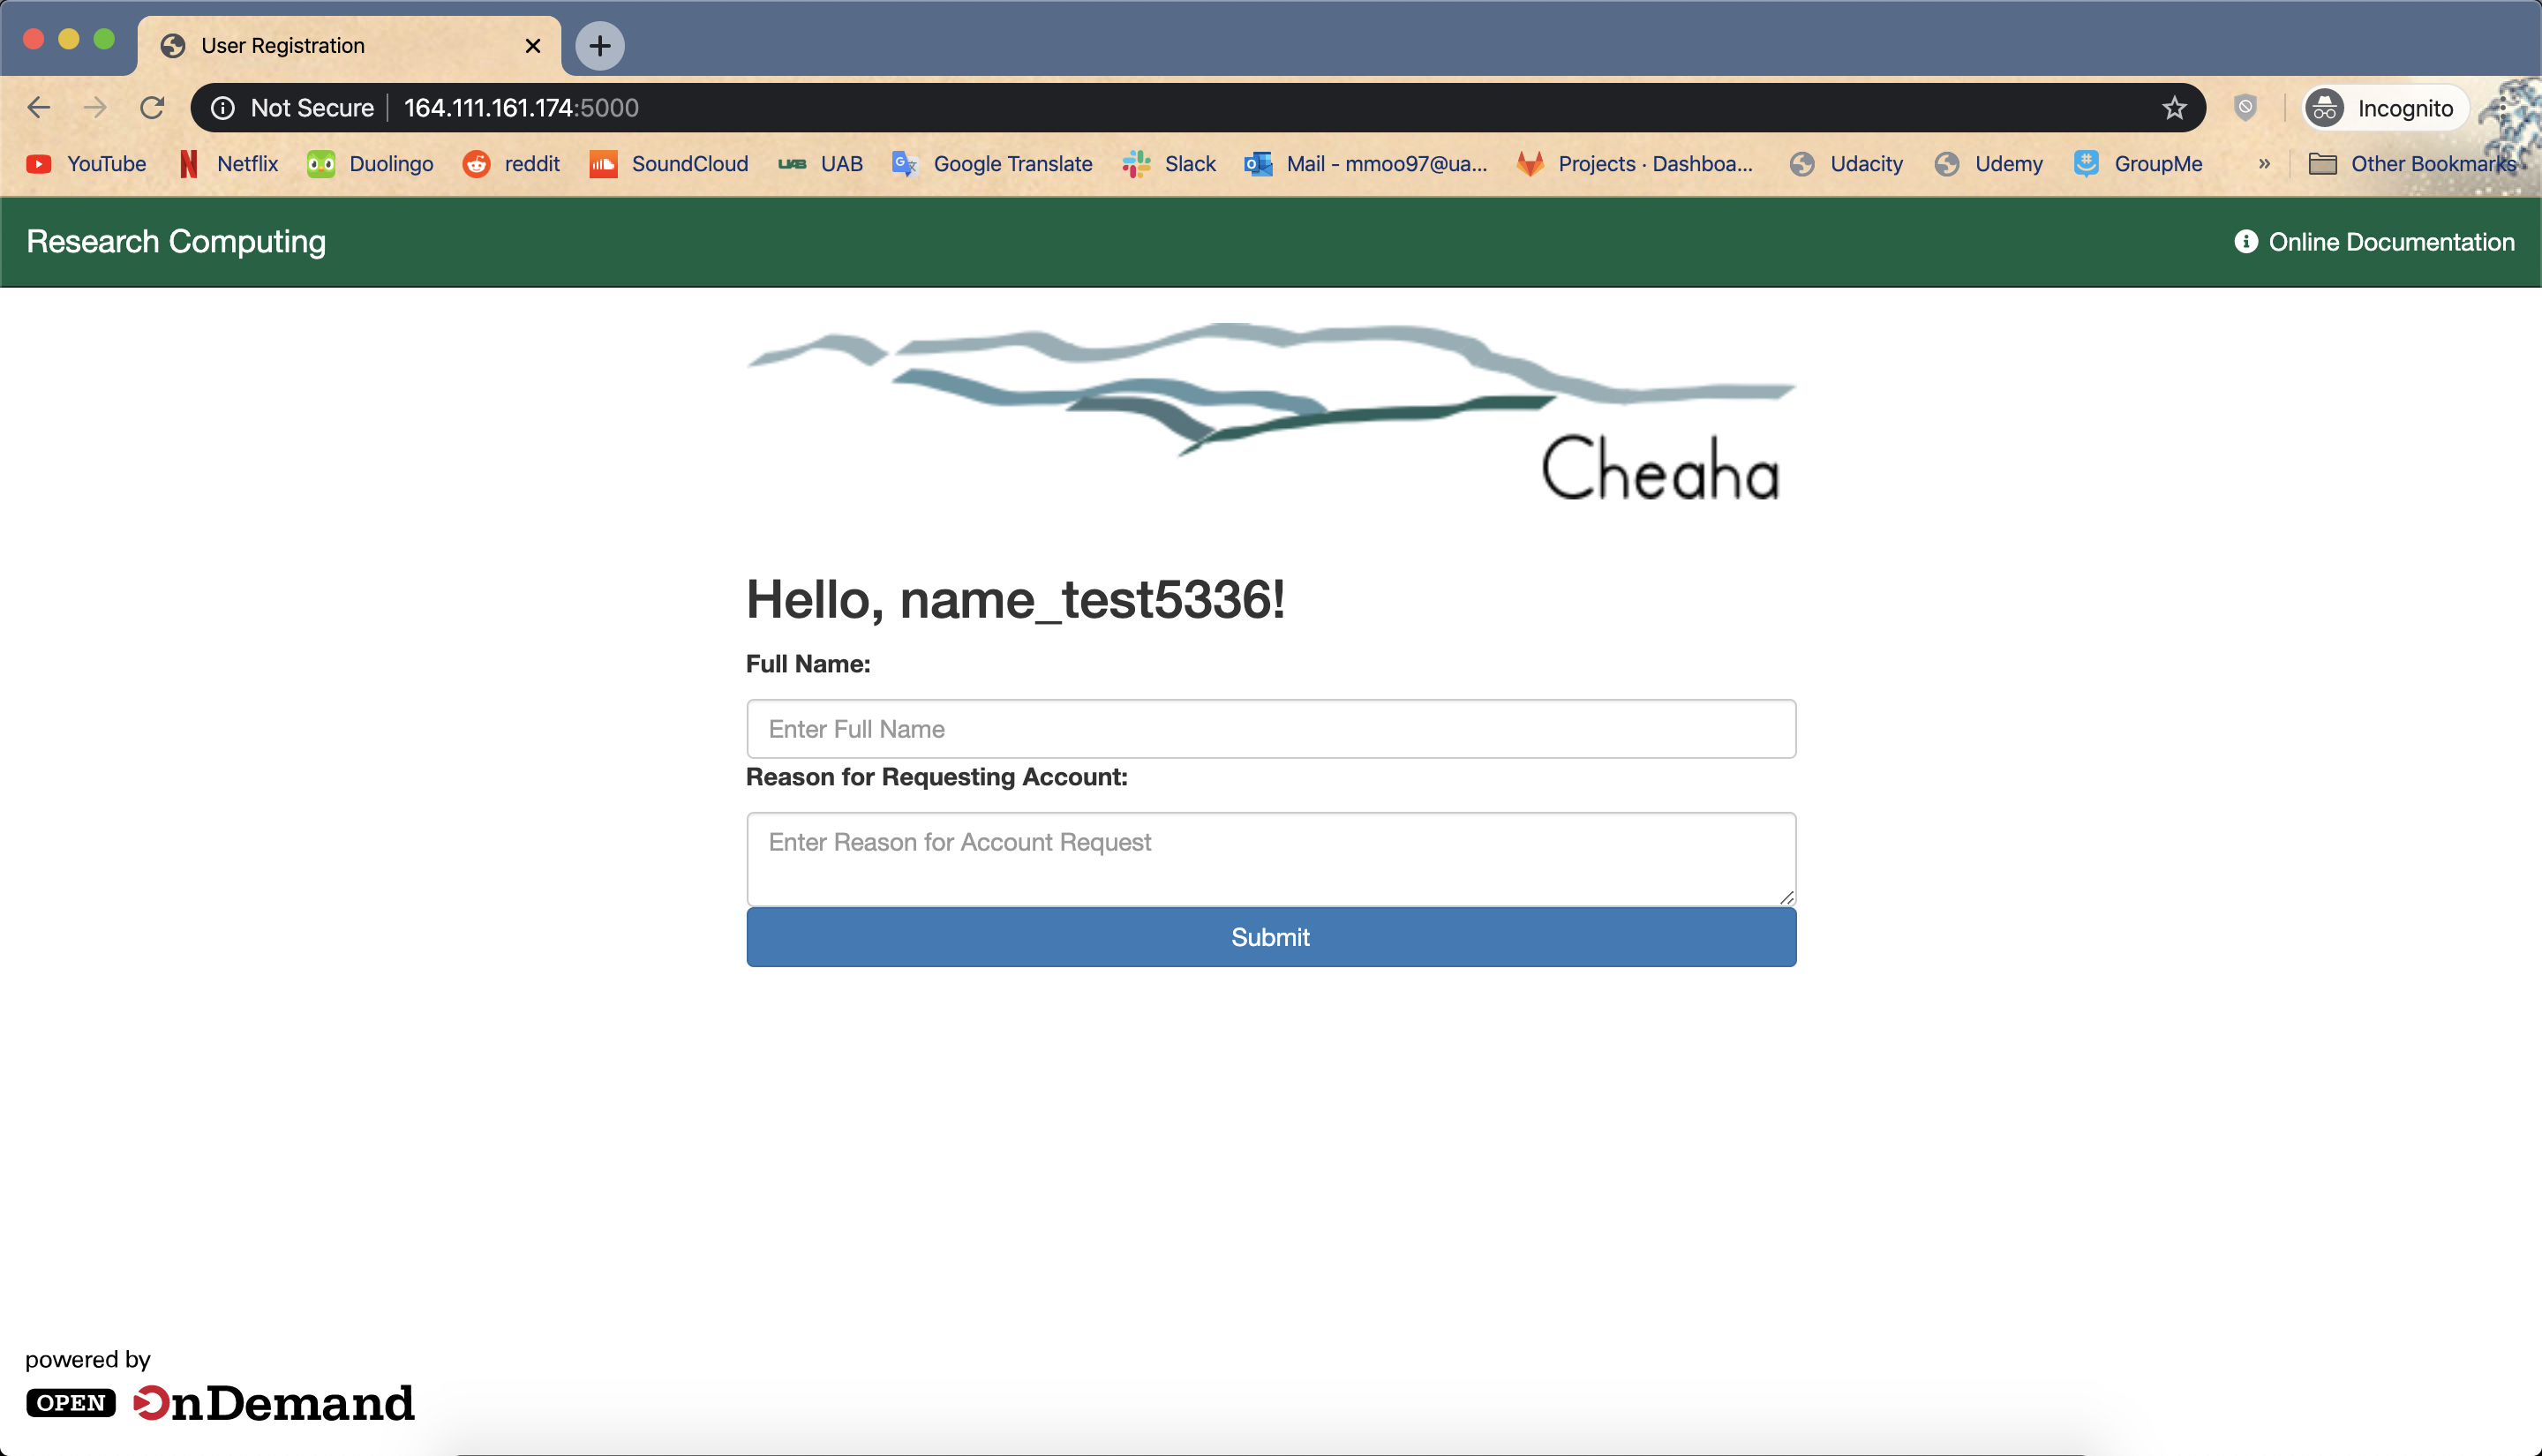 User Registration
Not Secure 164.111.161.174:5000 Incognito
YouTube Netflix Duolingo reddit SoundCloud UAB Google Translate Slack Mail - mmoo97@ua... Projects · Dashboa... Udacity Udemy GroupMe » Other Bookmarks
Research Computing Online Documentation
Cheaha
Hello, name_test5336!
Full Name:
Enter Full Name
Reason for Requesting Account:
Enter Reason for Account Request
Submit
powered by
OPEN OnDemand